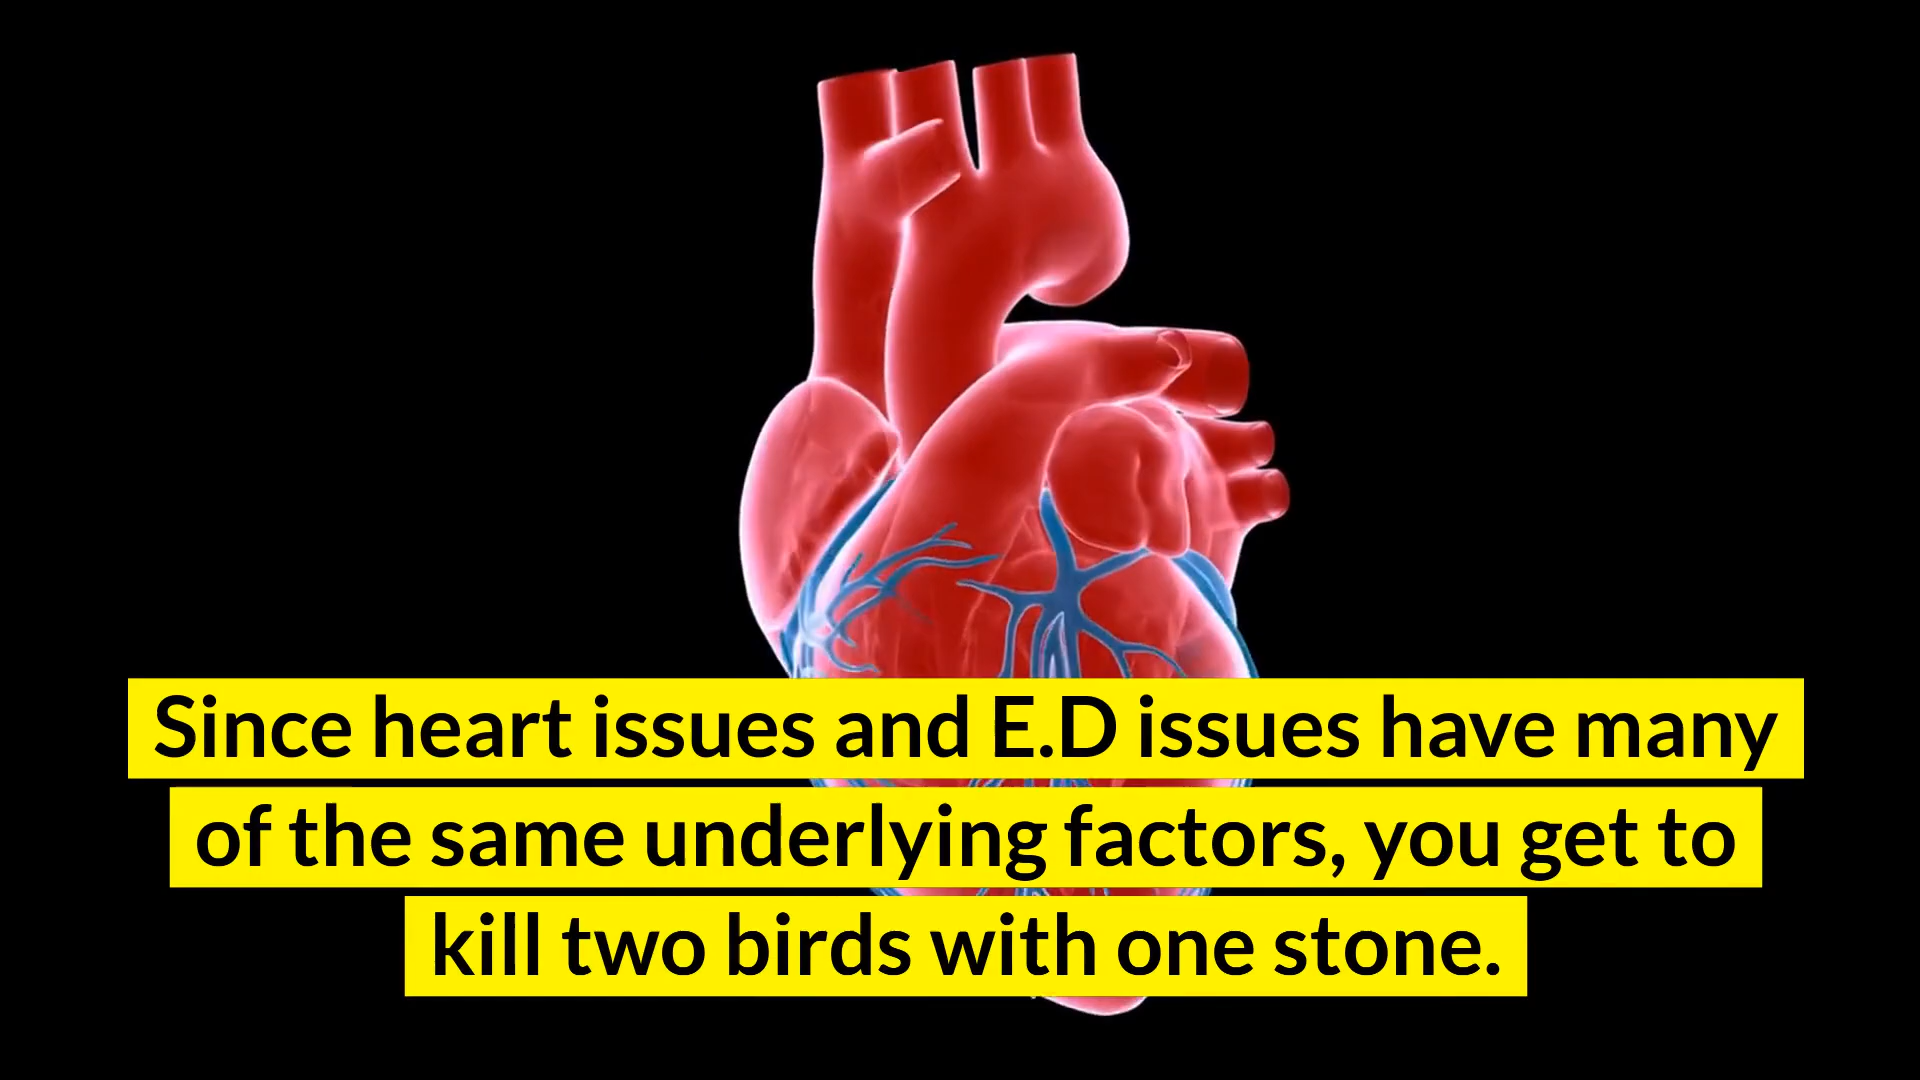 Since heart issues and E.D issues have many
of the same underlying factors, you get to
kill two birds with one stone.